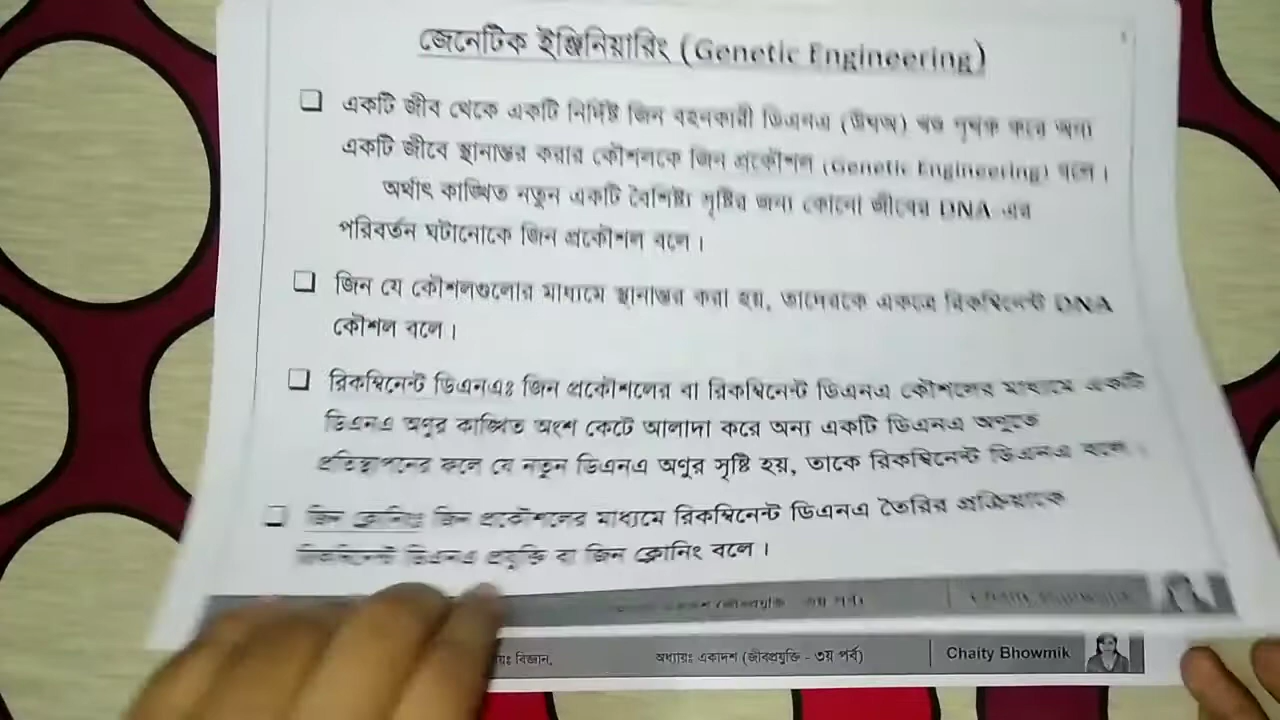 জেনেটিক ইঞ্জিনিয়ারিং (Genetic Engineering)
একটি জীব থেকে একটি নির্দিষ্ট জিন বহনকারী ডিএনএ খণ্ড পৃথক করে অন্য
একটি জীবে স্থানান্তর করার কৌশলকে জিন প্রকৌশল (Genetic Engineering) বলে।
অর্থাৎ কাঙ্খিত নতুন একটি বৈশিষ্ট্য সৃষ্টির জন্য কোনো জীবের DNA এর
পরিবর্তন ঘটানোকে জিন প্রকৌশল বলে।
জিন যে কৌশলগুলোর মাধ্যমে স্থানান্তর করা হয়, তাদেরকে একত্রে রিকম্বিনেন্ট DNA
কৌশল বলে।
রিকম্বিনেন্ট ডিএনএঃ জিন প্রকৌশলের বা রিকম্বিনেন্ট ডিএনএ কৌশলের মাধ্যমে একটি
ডিএনএ অণুর কাঙ্খিত অংশ কেটে আলাদা করে অন্য একটি ডিএনএ অণুতে
প্রতিস্থাপনের ফলে যে নতুন ডিএনএ অণুর সৃষ্টি হয়, তাকে রিকম্বিনেন্ট ডিএনএ বলে।
জিন ক্লোনিংঃ জিন প্রকৌশলের মাধ্যমে রিকম্বিনেন্ট ডিএনএ তৈরির প্রক্রিয়াকে
রিকম্বিনেন্ট ডিএনএ প্রযুক্তি বা জিন ক্লোনিং বলে।
Chaity Bhowmik
বিজ্ঞান, অধ্যায়ঃ একাদশ (জীবপ্রযুক্তি - ৩য় পর্ব) Chaity Bhowmik